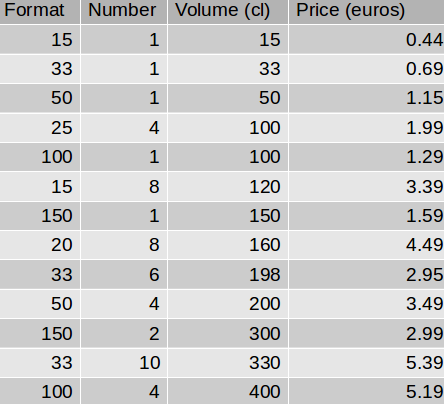 Format Number Volume (cl) Price (euros)
15 1 15 0.44
33 1 33 0.69
50 1 50 1.15
25 4 100 1.99
100 1 100 1.29
15 8 120 3.39
150 1 150 1.59
20 8 160 4.49
33 6 198 2.95
50 4 200 3.49
150 2 300 2.99
33 10 330 5.39
100 4 400 5.19